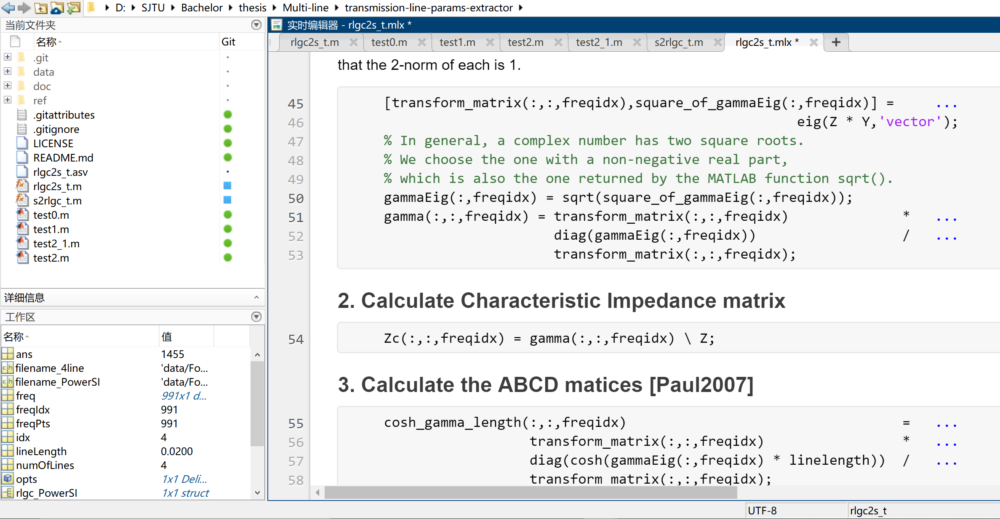 D: SJTU Bachelor thesis Multi-line transmission-line-params-extractor
当前文件夹
名称 Git
.git
data
doc
ref
.gitattributes
.gitignore
LICENSE
README.md
rlgc2s_t.asv
rlgc2s_t.m
s2rlgc_t.m
test0.m
test1.m
test2_1.m
test2.m
详细信息
工作区
名称 值
ans 1455
filename_4line 'data/Fo...
filename_PowerSI 'data/Fo...
freq 991x1 d...
freqIdx 991
freqPts 991
idx 4
lineLength 0.0200
numOfLines 4
opts 1x1 Deli...
rlgc_PowerSI 1x1 struct
实时编辑器 - rlgc2s_t.mlx *
rlgc2s_t.m test0.m test1.m test2.m test2_1.m s2rlgc_t.m rlgc2s_t.mlx * +
that the 2-norm of each is 1.
45 [transform_matrix(:,:,freqidx),square_of_gammaEig(:,freqidx)] = ...
46 eig(Z * Y,'vector');
47 % In general, a complex number has two square roots.
48 % We choose the one with a non-negative real part,
49 % which is also the one returned by the MATLAB function sqrt().
50 gammaEig(:,freqidx) = sqrt(square_of_gammaEig(:,freqidx));
51 gamma(:,:,freqidx) = transform_matrix(:,:,freqidx) * ...
52 diag(gammaEig(:,freqidx)) / ...
53 transform_matrix(:,:,freqidx);
2. Calculate Characteristic Impedance matrix
54 Zc(:,:,freqidx) = gamma(:,:,freqidx) \ Z;
3. Calculate the ABCD matices [Paul2007]
55 cosh_gamma_length(:,:,freqidx) = ...
56 transform_matrix(:,:,freqidx) * ...
57 diag(cosh(gammaEig(:,freqidx) * linelength)) / ...
58 transform_matrix(:,:,freqidx);
UTF-8 rlgc2s_t